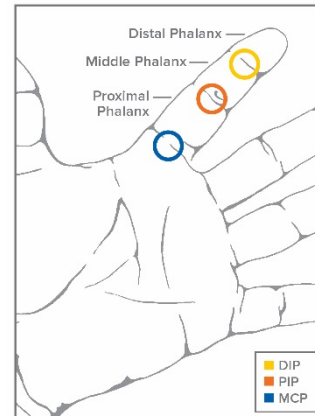 Distal Phalanx
Middle Phalanx
Proximal
Phalanx
DIP
PIP
MCP